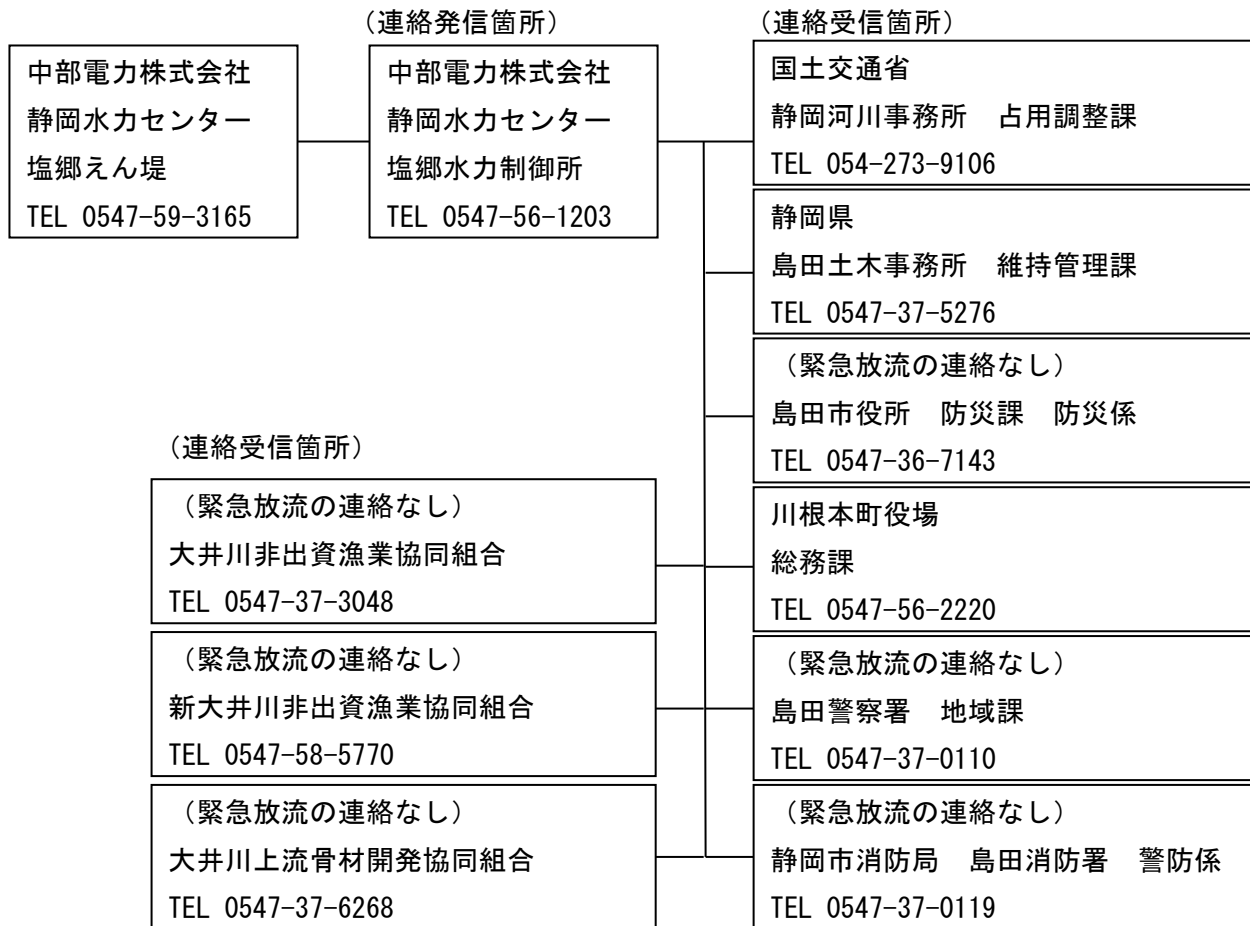 （連絡発信箇所）
（連絡受信箇所）
中部電力株式会社
静岡水力センター
塩郷えん堤
TEL 0547-59-3165
中部電力株式会社
静岡水力センター
塩郷水力制御所
TEL 0547-56-1203
国土交通省
静岡河川事務所　占用調整課
TEL 054-273-9106
静岡県
島田土木事務所　維持管理課
TEL 0547-37-5276
（緊急放流の連絡なし）
島田市役所　防災課　防災係
TEL 0547-36-7143
川根本町役場
総務課
TEL 0547-56-2220
（緊急放流の連絡なし）
島田警察署　地域課
TEL 0547-37-0110
（緊急放流の連絡なし）
静岡市消防局　島田消防署　警防係
TEL 0547-37-0119
（連絡受信箇所）
（緊急放流の連絡なし）
大井川非出資漁業協同組合
TEL 0547-37-3048
（緊急放流の連絡なし）
新大井川非出資漁業協同組合
TEL 0547-58-5770
（緊急放流の連絡なし）
大井川上流骨材開発協同組合
TEL 0547-37-6268